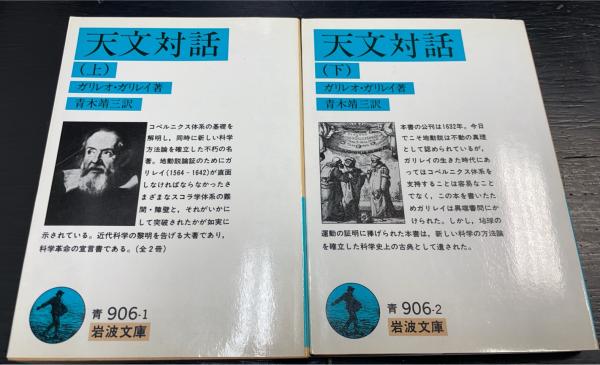 天文対話
（上）
ガリレオ・ガリレイ著
青木靖三訳
コペルニクス体系の基礎を
解明し，同時に新しい科学
方法論を確立した不朽の名
著。地動説論証のためにガ
リレイ(1564-1642)が直面
しなければならなかったさ
まざまなスコラ学体系の難
問・障壁と，それがいかに
して突破されたかが如実に
示されている。近代科学の黎明を告げる大著であり，
科学革命の宣言書である。（全2冊）
青 906-1
岩波文庫
天文対話
（下）
ガリレオ・ガリレイ著
青木靖三訳
本書の公刊は1632年。今日
でこそ地動説は不動の真理
として認められているが，
ガリレイの生きた時代にあ
ってはコペルニクス体系を
支持することは容易なこと
でなく，この本を書いたた
めガリレイは異端審問にか
けられた。しかし，地球の
運動の証明に捧げられた本書は，新しい科学の方法論
を確立した科学史上の古典として遺された。
青 906-2
岩波文庫